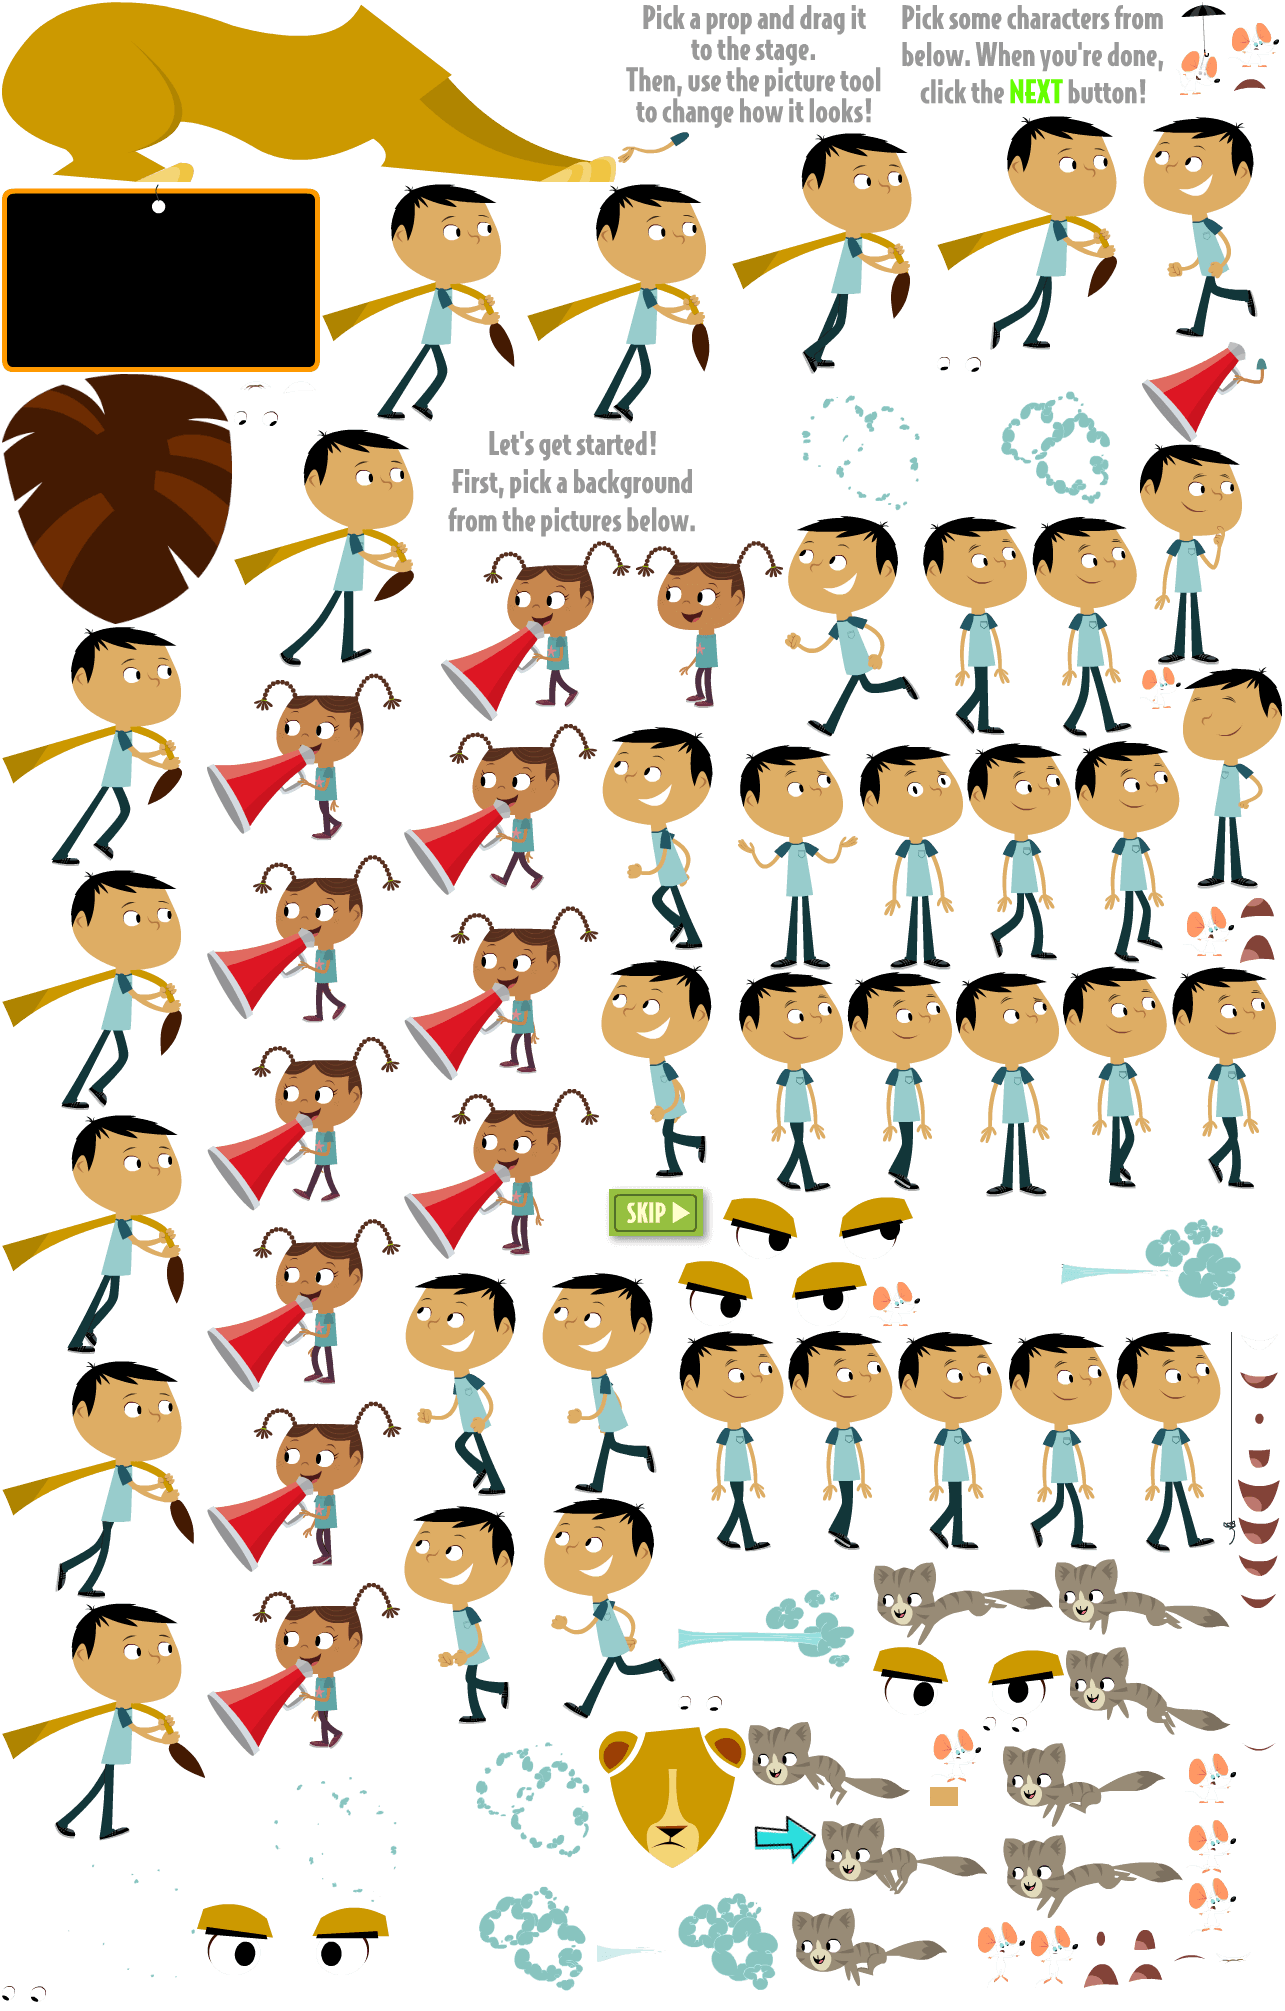 Pick a prop and drag it
to the stage.
Then, use the picture tool
to change how it looks!
Pick some characters from
below. When you're done,
click the NEXT button!
Let's get started!
First, pick a background
from the pictures below.
SKIP